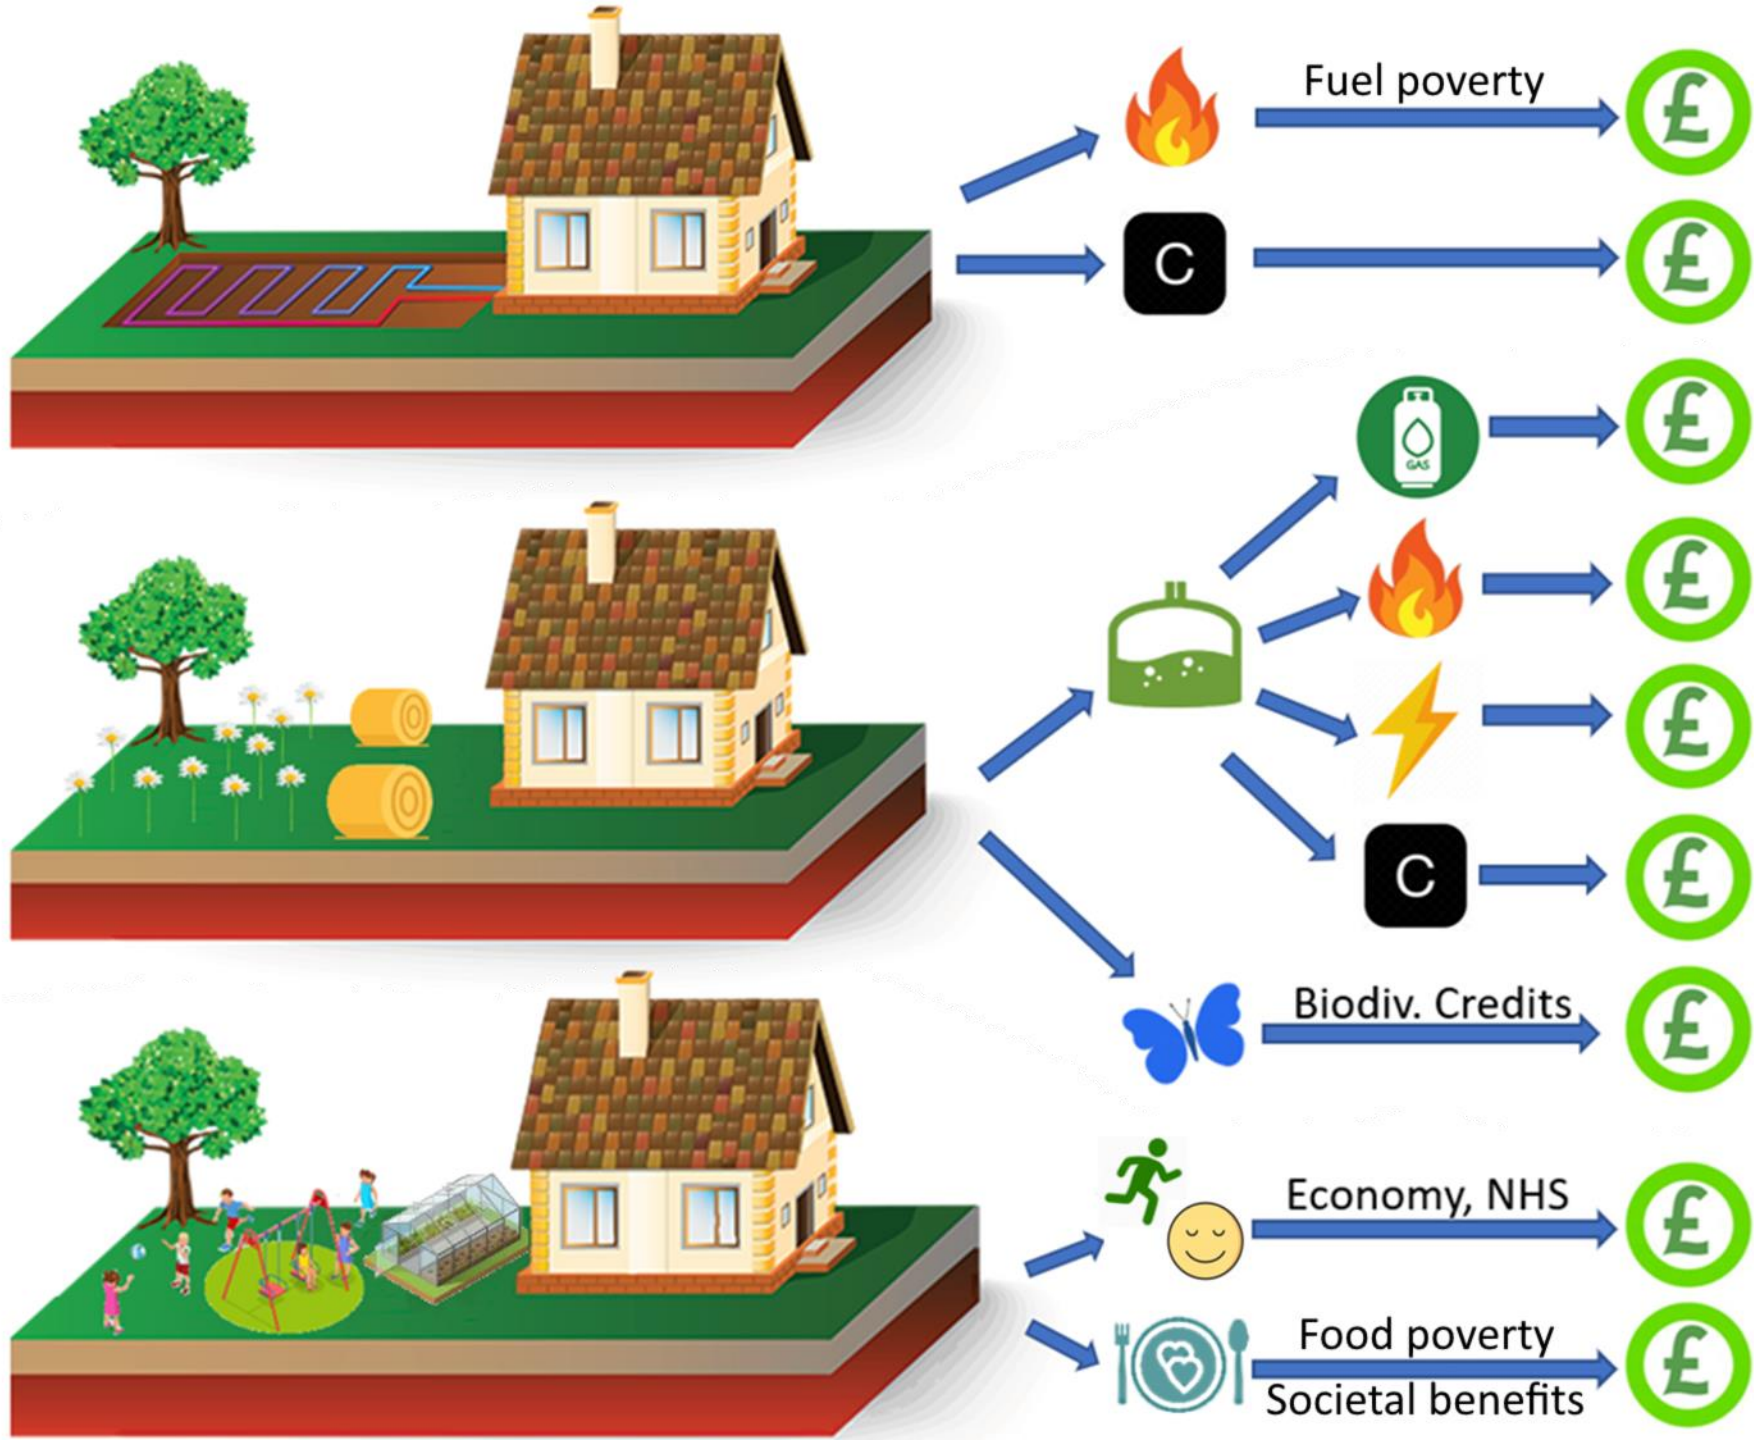 Fuel poverty
£
C
£
GAS
£
£
£
C
£
Biodiv. Credits
£
Economy, NHS
£
Food poverty
Societal benefits
£